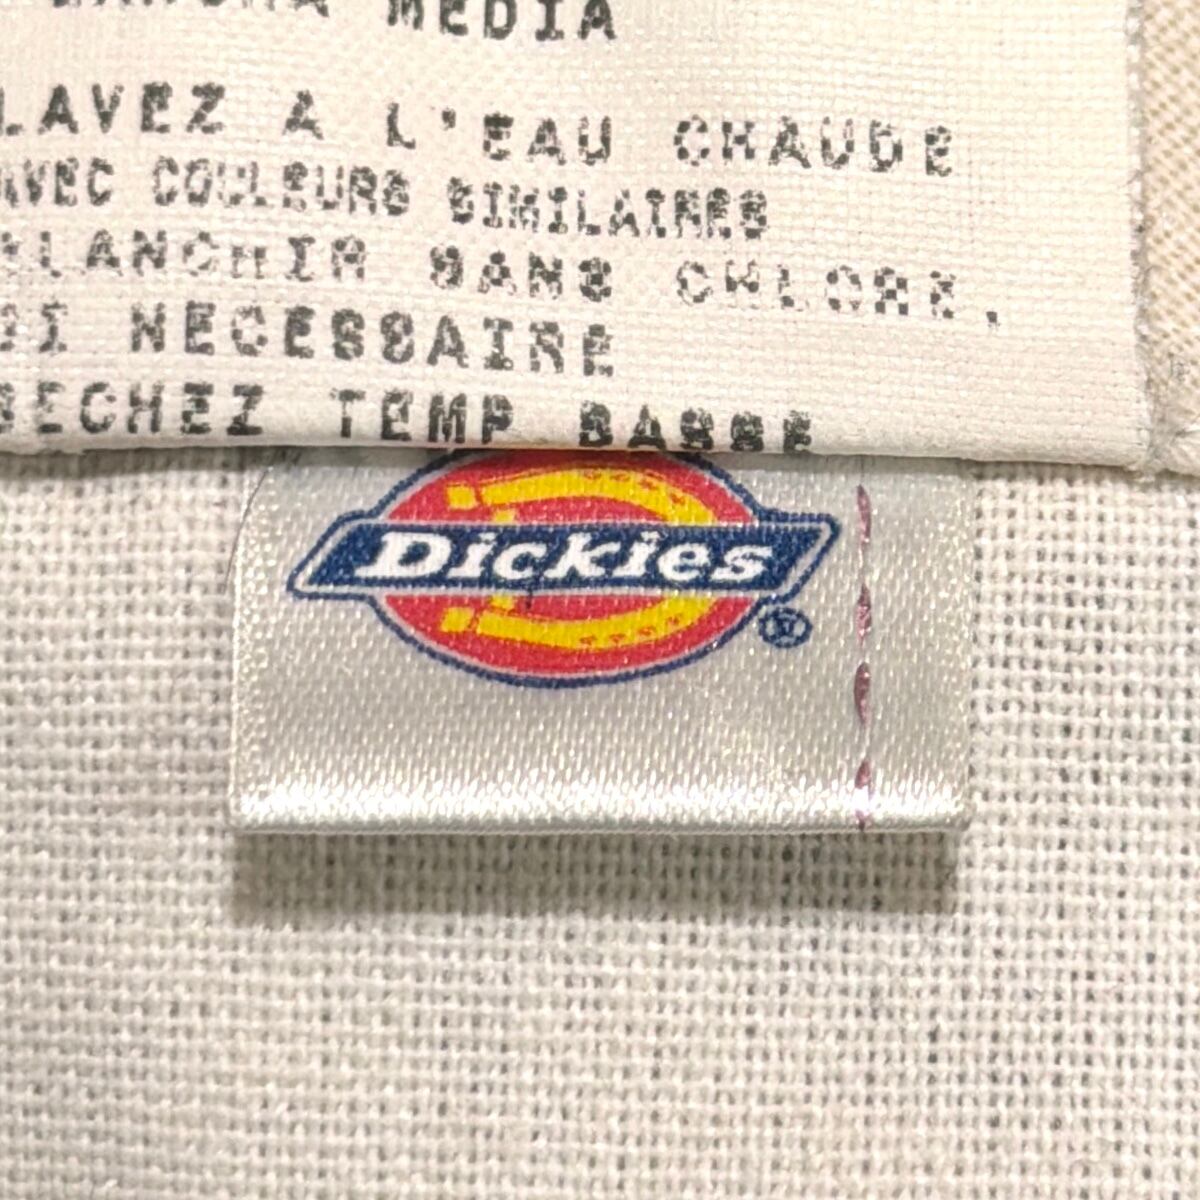 MEDIA
LAVEZ A L'EAU CHAUDE
AVEC COULEURS SIMILAIRES
BLANCHIR SANS CHLORE,
SI NECESSAIRE
SECHEZ TEMP BASSE
Dickies
®